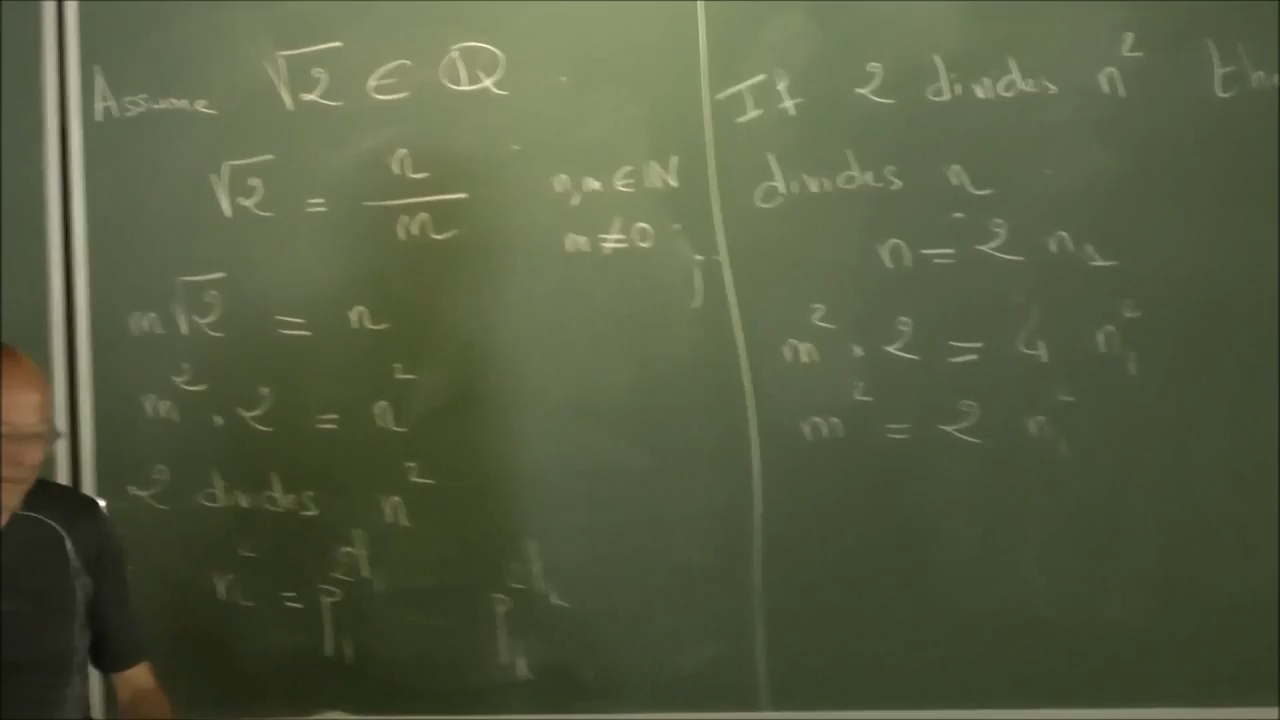 Assume √2 ∈ ℚ
√2 = n/m n,m ∈ ℕ
m ≠ 0
m√2 = n
m² · 2 = n²
2 divides n²
n² = p₁
If 2 divides n²
divides n
n = 2 n₁
m² · 2 = 4 n₁²
m² = 2 n₁²